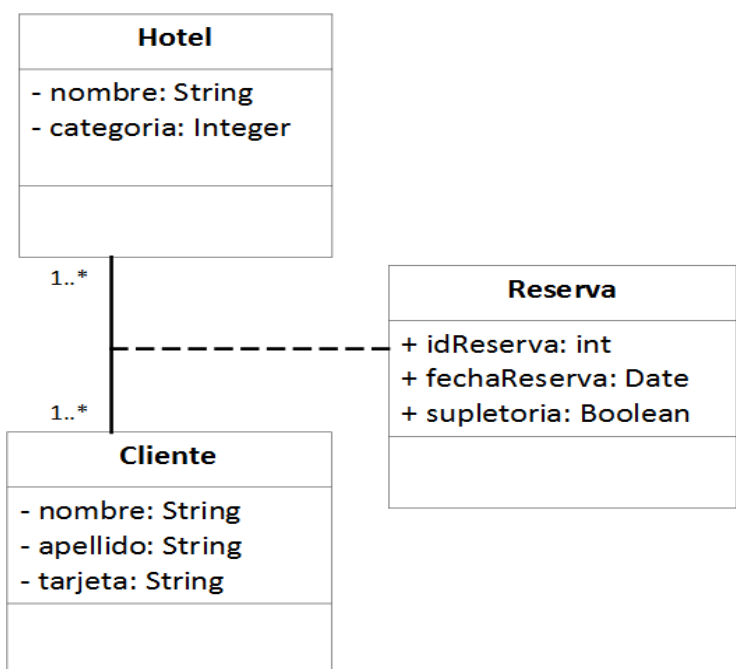 Hotel
- nombre: String
- categoria: Integer
1..*
Reserva
+ idReserva: int
+ fechaReserva: Date
+ supletoria: Boolean
1..*
Cliente
- nombre: String
- apellido: String
- tarjeta: String